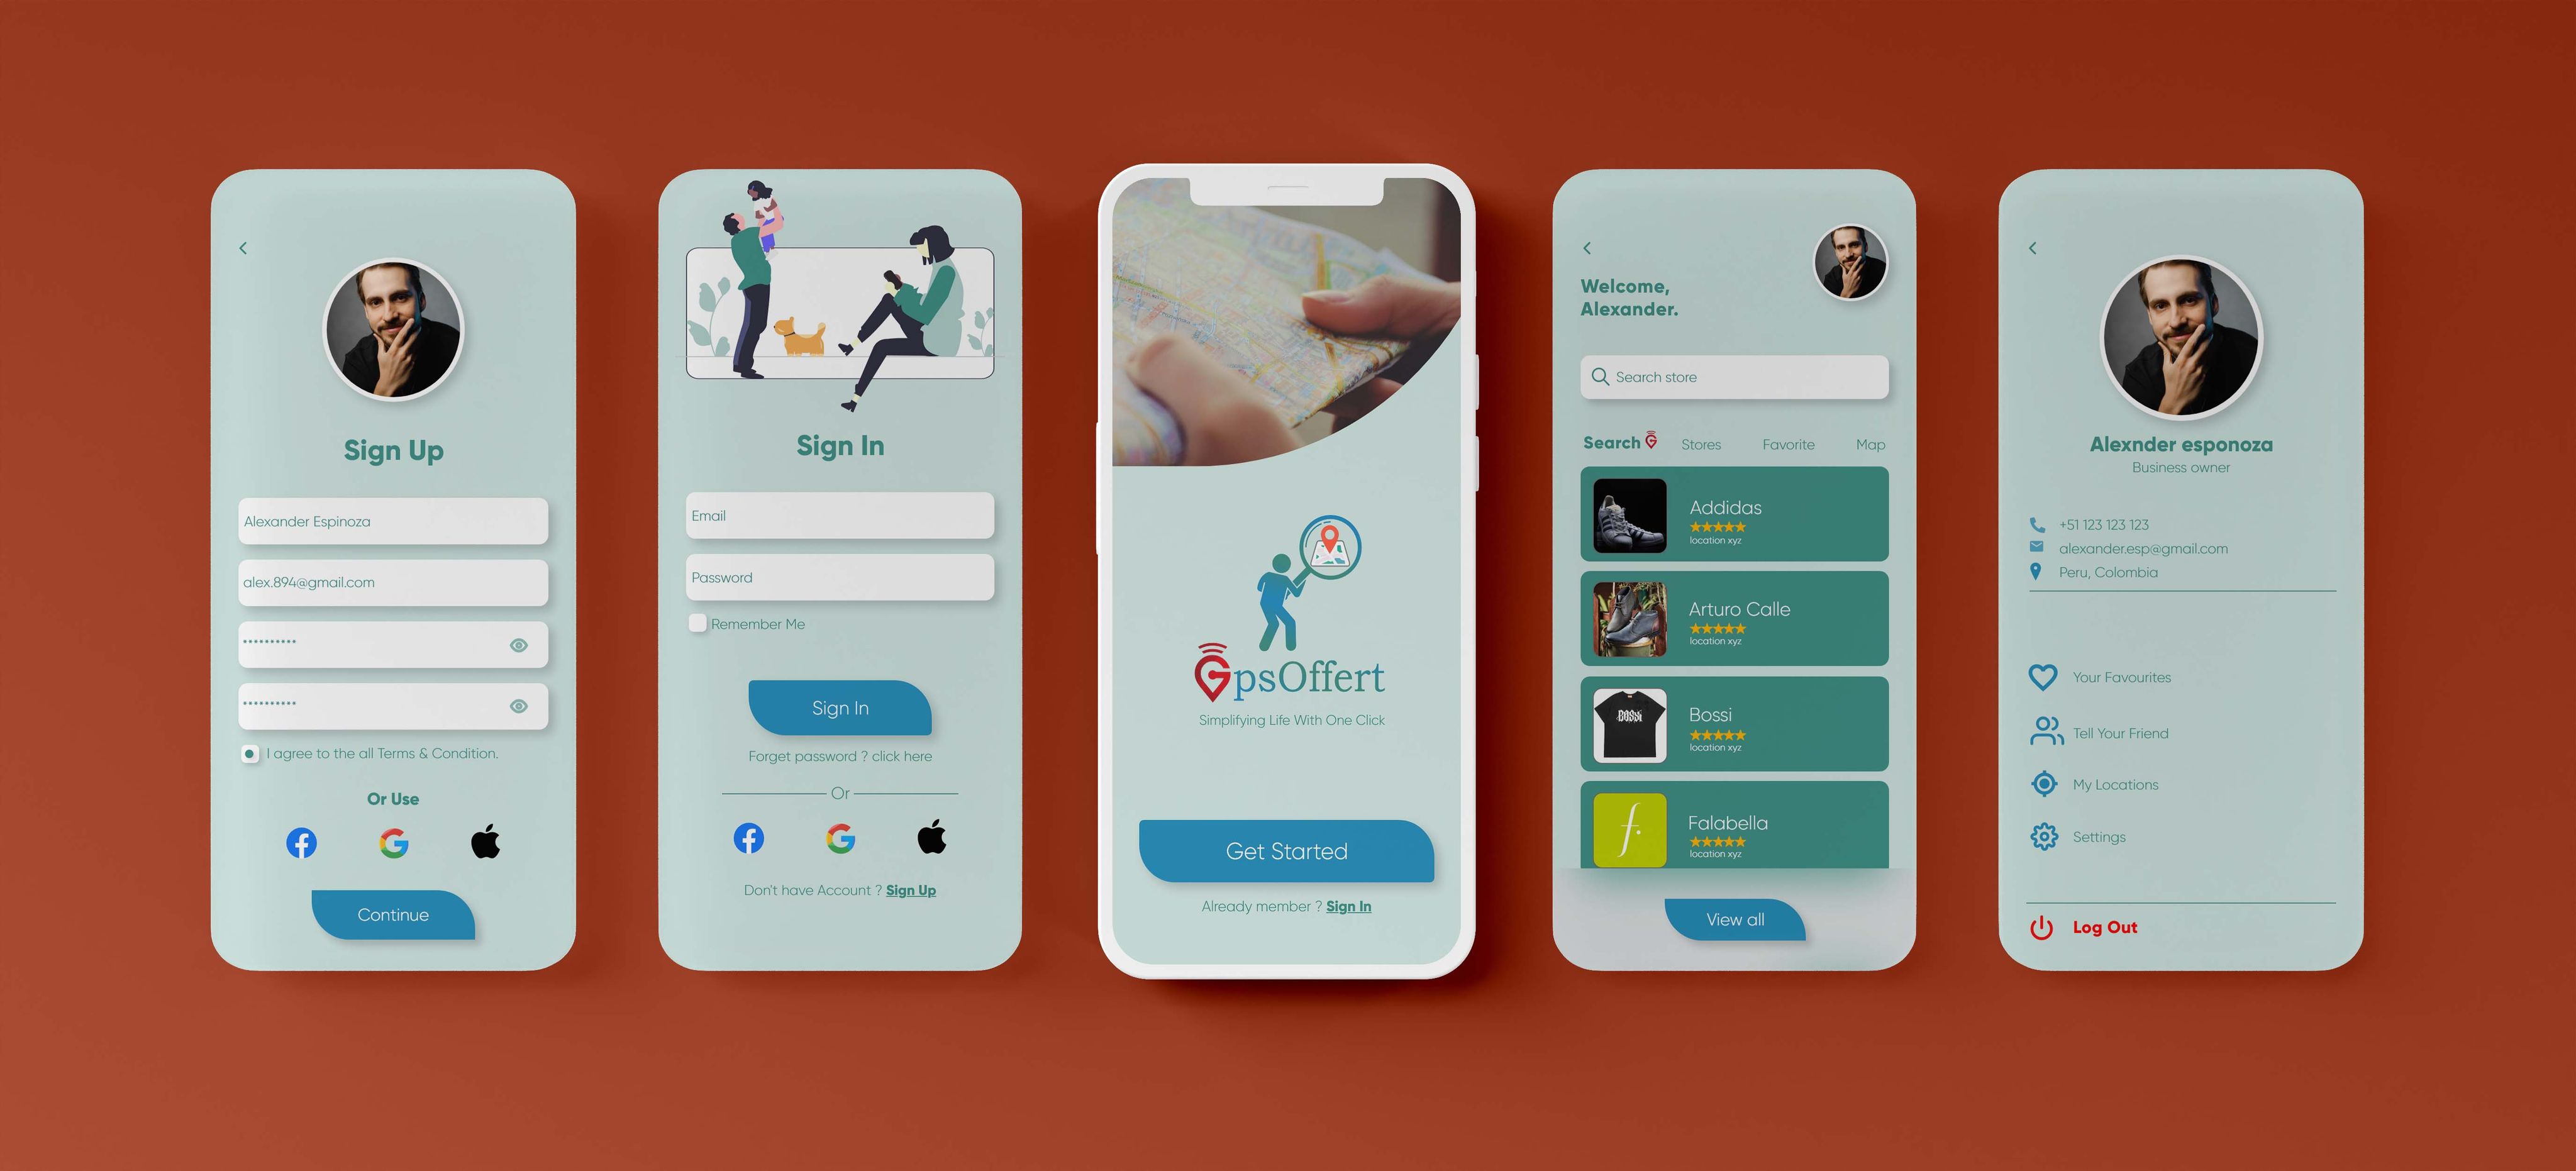 Sign Up
Alexander Espinoza
alex.894@gmail.com
••••••••••
••••••••••
I agree to the all Terms & Condition.
Or Use
Continue
Sign In
Email
Password
Remember Me
Sign In
Forget password ? click here
Or
Don't have Account ? Sign Up
GpsOffert
Simplifying Life With One Click
Get Started
Already member ? Sign In
Welcome,
Alexander.
Search store
Search G Stores Favorite Map
Addidas
location xyz
Arturo Calle
location xyz
BOSSI
Bossi
location xyz
f.
Falabella
location xyz
View all
Alexnder esponoza
Business owner
+51 123 123 123
alexander.esp@gmail.com
Peru, Colombia
Your Favourites
Tell Your Friend
My Locations
Settings
Log Out